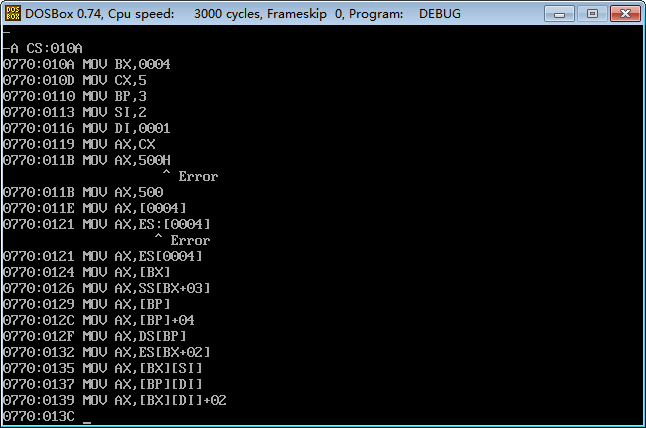 DOS BOX DOSBox 0.74, Cpu speed: 3000 cycles, Frameskip 0, Program: DEBUG
-
-A CS:010A
0770:010A MOV BX,0004
0770:010D MOV CX,5
0770:0110 MOV BP,3
0770:0113 MOV SI,2
0770:0116 MOV DI,0001
0770:0119 MOV AX,CX
0770:011B MOV AX,500H
^ Error
0770:011B MOV AX,500
0770:011E MOV AX,[0004]
0770:0121 MOV AX,ES:[0004]
^ Error
0770:0121 MOV AX,ES[0004]
0770:0124 MOV AX,[BX]
0770:0126 MOV AX,SS[BX+03]
0770:0129 MOV AX,[BP]
0770:012C MOV AX,[BP]+04
0770:012F MOV AX,DS[BP]
0770:0132 MOV AX,ES[BX+02]
0770:0135 MOV AX,[BX][SI]
0770:0137 MOV AX,[BP][DI]
0770:0139 MOV AX,[BX][DI]+02
0770:013C _